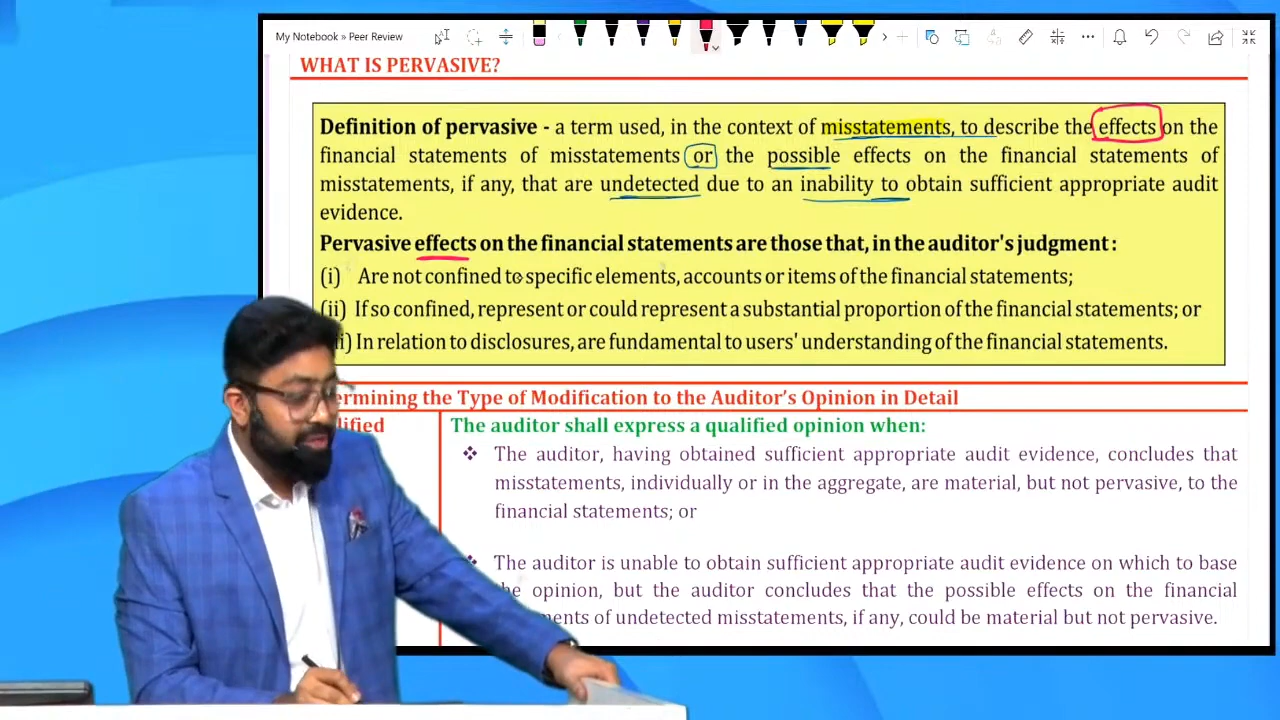 My Notebook » Peer Review
WHAT IS PERVASIVE?
Definition of pervasive - a term used, in the context of misstatements, to describe the effects on the
financial statements of misstatements or the possible effects on the financial statements of
misstatements, if any, that are undetected due to an inability to obtain sufficient appropriate audit
evidence.
Pervasive effects on the financial statements are those that, in the auditor's judgment :
(i) Are not confined to specific elements, accounts or items of the financial statements;
(ii) If so confined, represent or could represent a substantial proportion of the financial statements; or
i) In relation to disclosures, are fundamental to users' understanding of the financial statements.
rmining the Type of Modification to the Auditor's Opinion in Detail
lified
The auditor shall express a qualified opinion when:
❖ The auditor, having obtained sufficient appropriate audit evidence, concludes that
misstatements, individually or in the aggregate, are material, but not pervasive, to the
financial statements; or
The auditor is unable to obtain sufficient appropriate audit evidence on which to base
he opinion, but the auditor concludes that the possible effects on the financial
ments of undetected misstatements, if any, could be material but not pervasive.